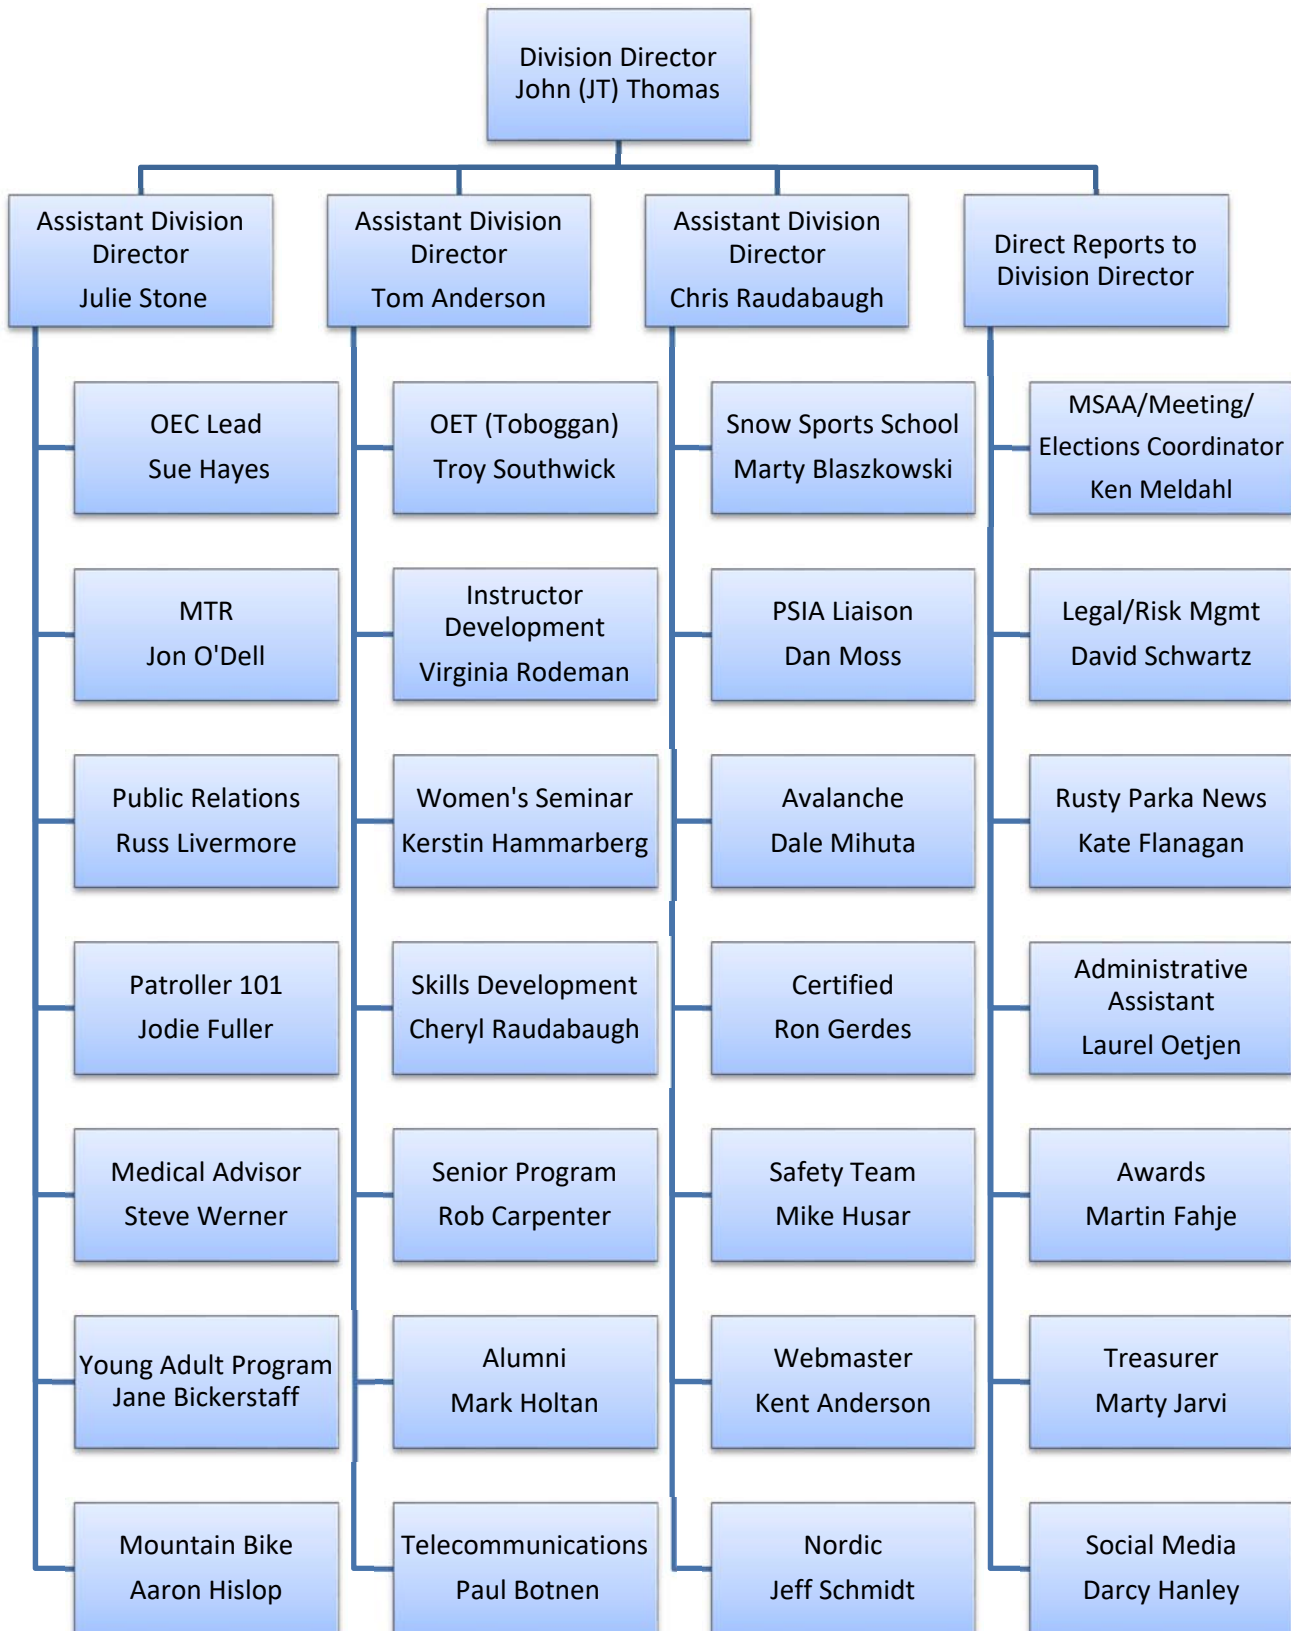 Division Director
John (JT) Thomas
Assistant Division
Director
Julie Stone
Assistant Division
Director
Tom Anderson
Assistant Division
Director
Chris Raudabaugh
Direct Reports to
Division Director
OEC Lead
Sue Hayes
OET (Toboggan)
Troy Southwick
Snow Sports School
Marty Blaszkowski
MSAA/Meeting/
Elections Coordinator
Ken Meldahl
MTR
Jon O'Dell
Instructor
Development
Virginia Rodeman
PSIA Liaison
Dan Moss
Legal/Risk Mgmt
David Schwartz
Public Relations
Russ Livermore
Women's Seminar
Kerstin Hammarberg
Avalanche
Dale Mihuta
Rusty Parka News
Kate Flanagan
Patroller 101
Jodie Fuller
Skills Development
Cheryl Raudabaugh
Certified
Ron Gerdes
Administrative
Assistant
Laurel Oetjen
Medical Advisor
Steve Werner
Senior Program
Rob Carpenter
Safety Team
Mike Husar
Awards
Martin Fahje
Young Adult Program
Jane Bickerstaff
Alumni
Mark Holtan
Webmaster
Kent Anderson
Treasurer
Marty Jarvi
Mountain Bike
Aaron Hislop
Telecommunications
Paul Botnen
Nordic
Jeff Schmidt
Social Media
Darcy Hanley